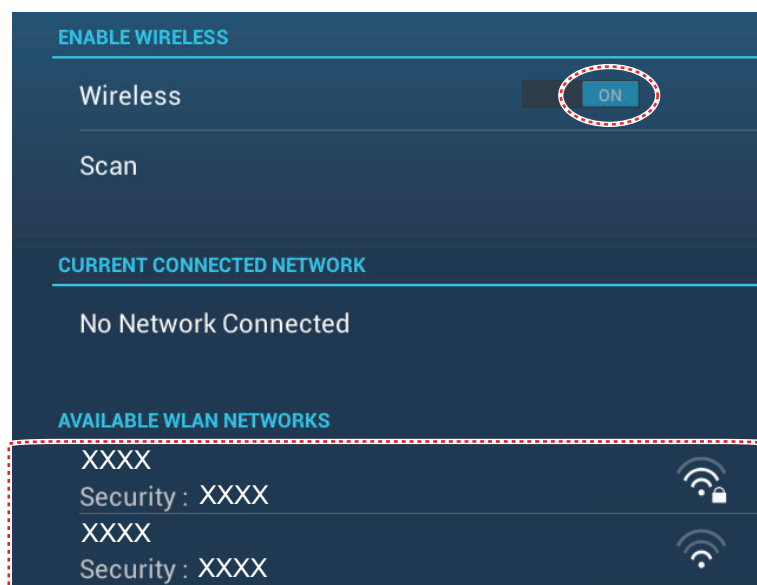 ENABLE WIRELESS
Wireless ON
Scan
CURRENT CONNECTED NETWORK
No Network Connected
AVAILABLE WLAN NETWORKS
XXXX
Security : XXXX
XXXX
Security : XXXX